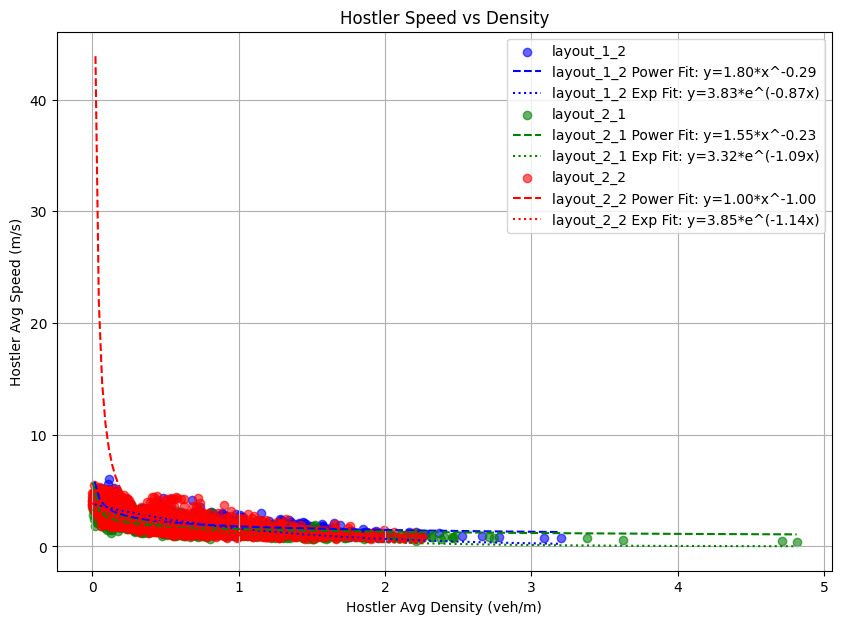 Hostler Speed vs Density
layout_1_2
layout_1_2 Power Fit: y=1.80*x^-0.29
layout_1_2 Exp Fit: y=3.83*e^(-0.87x)
layout_2_1
layout_2_1 Power Fit: y=1.55*x^-0.23
layout_2_1 Exp Fit: y=3.32*e^(-1.09x)
layout_2_2
layout_2_2 Power Fit: y=1.00*x^-1.00
layout_2_2 Exp Fit: y=3.85*e^(-1.14x)
Hostler Avg Speed (m/s)
40
30
20
10
0
0 1 2 3 4 5
Hostler Avg Density (veh/m)